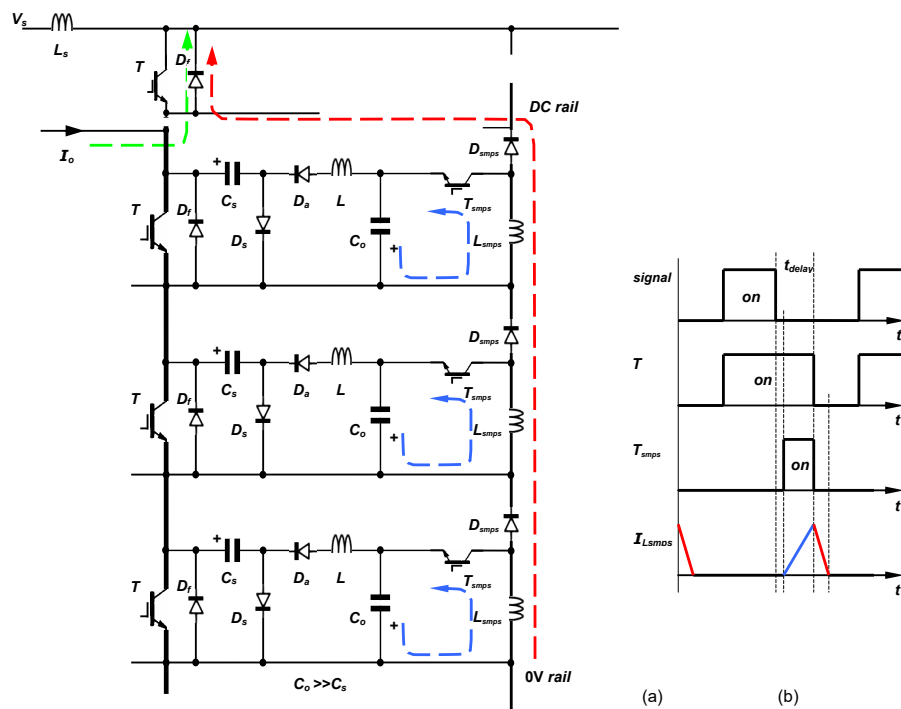 Vs
Ls
T
Df
DC rail
Io
Dsmps
+
Cs
Da
L
Tsmps
T
Df
Ds
Co
+
Lsmps
Dsmps
+
Cs
Da
L
Tsmps
T
Df
Ds
Co
+
Lsmps
Dsmps
+
Cs
Da
L
Tsmps
T
Df
Ds
Co
+
Lsmps
Co >>Cs
0V rail
(a)
(b)
signal
on
tdelay
t
T
on
t
Tsmps
on
t
ILsmps
t